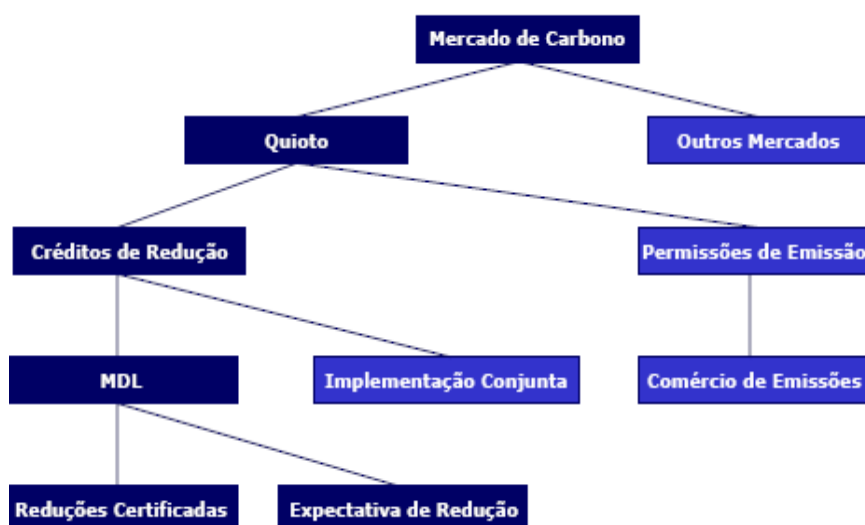 Mercado de Carbono
Quioto
Outros Mercados
Créditos de Redução
Permissões de Emissão
MDL
Implementação Conjunta
Comércio de Emissões
Reduções Certificadas
Expectativa de Redução